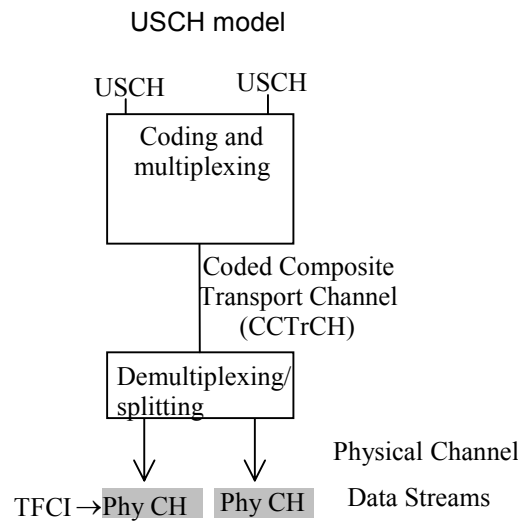 USCH model
USCH USCH
Coding and
multiplexing
Coded Composite
Transport Channel
(CCTrCH)
Demultiplexing/
splitting
Physical Channel
Data Streams
TFCI → Phy CH Phy CH